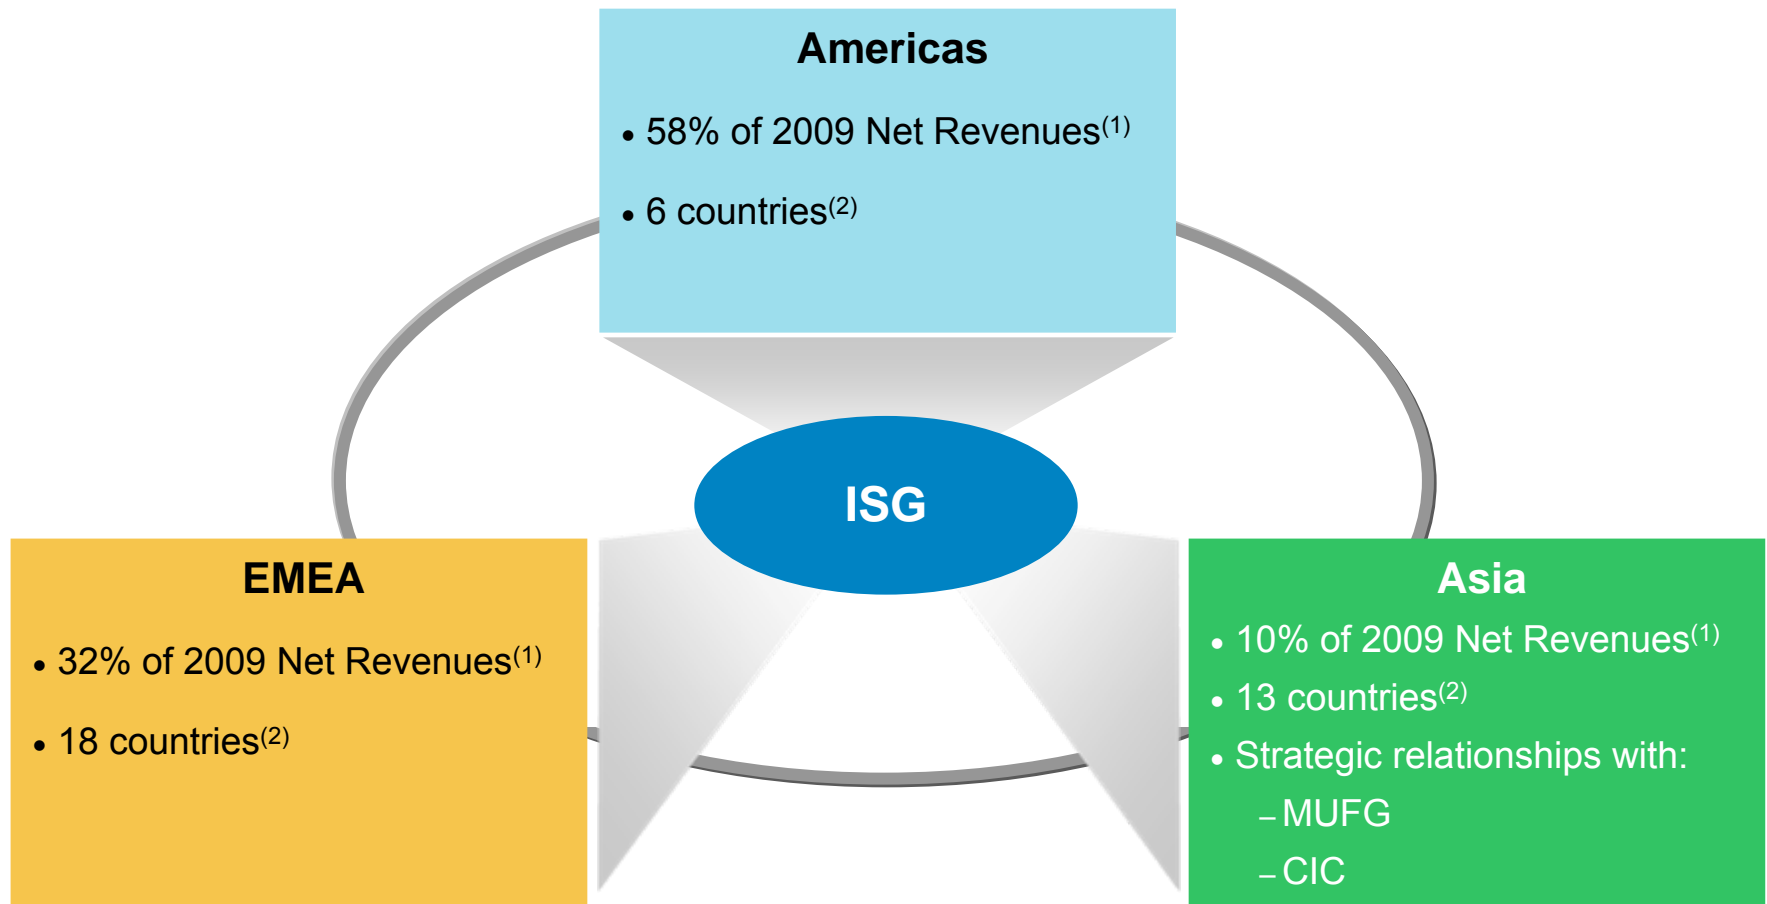 Americas
• 58% of 2009 Net Revenues(1)
• 6 countries(2)
ISG
EMEA
• 32% of 2009 Net Revenues(1)
• 18 countries(2)
Asia
• 10% of 2009 Net Revenues(1)
• 13 countries(2)
• Strategic relationships with:
– MUFG
– CIC